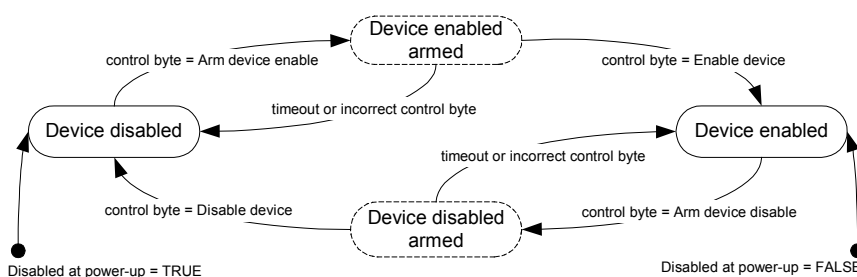 Device enabled
armed
control byte = Arm device enable
control byte = Enable device
timeout or incorrect control byte
Device disabled
Device enabled
timeout or incorrect control byte
control byte = Disable device
Device disabled
armed
control byte = Arm device disable
Disabled at power-up = TRUE
Disabled at power-up = FALSE